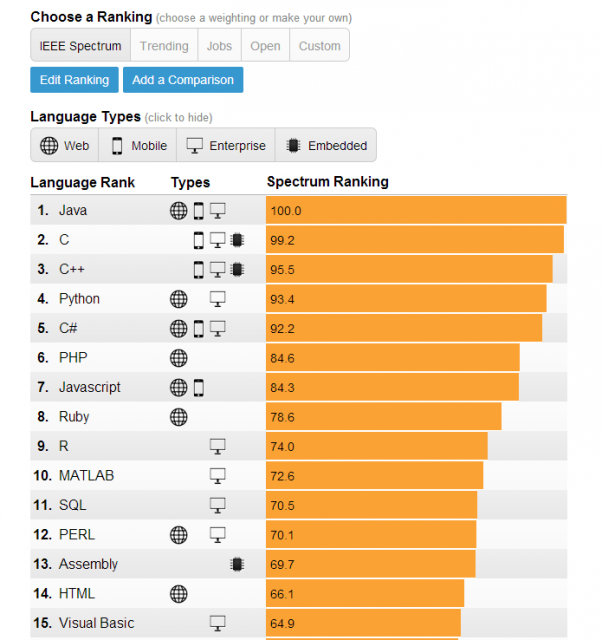 Choose a Ranking (choose a weighting or make your own)
IEEE Spectrum Trending Jobs Open Custom
Edit Ranking Add a Comparison
Language Types (click to hide)
Web Mobile Enterprise Embedded
Language Rank Types Spectrum Ranking
1. Java 100.0
2. C 99.2
3. C++ 95.5
4. Python 93.4
5. C# 92.2
6. PHP 84.6
7. Javascript 84.3
8. Ruby 78.6
9. R 74.0
10. MATLAB 72.6
11. SQL 70.5
12. PERL 70.1
13. Assembly 69.7
14. HTML 66.1
15. Visual Basic 64.9